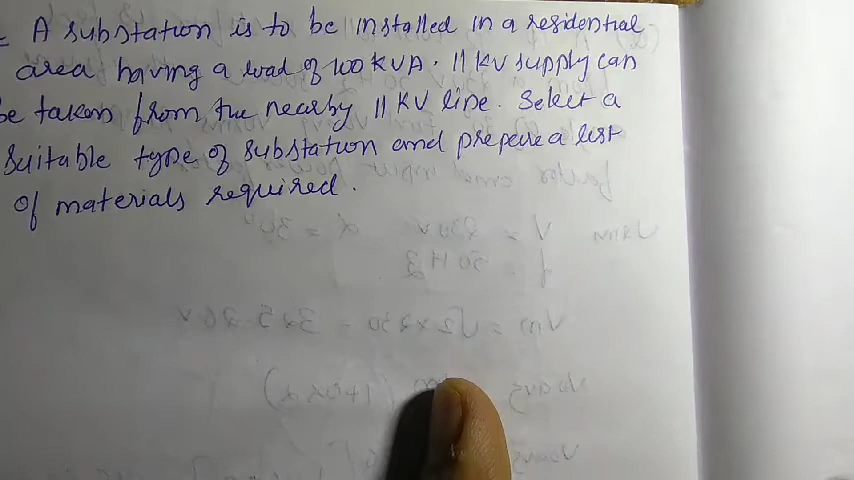 = A substation is to be installed in a residential
area having a load of 100 KVA. 11 KV supply can
be taken from the nearby 11 KV line. Select a
suitable type of substation and prepare a list
of materials required.